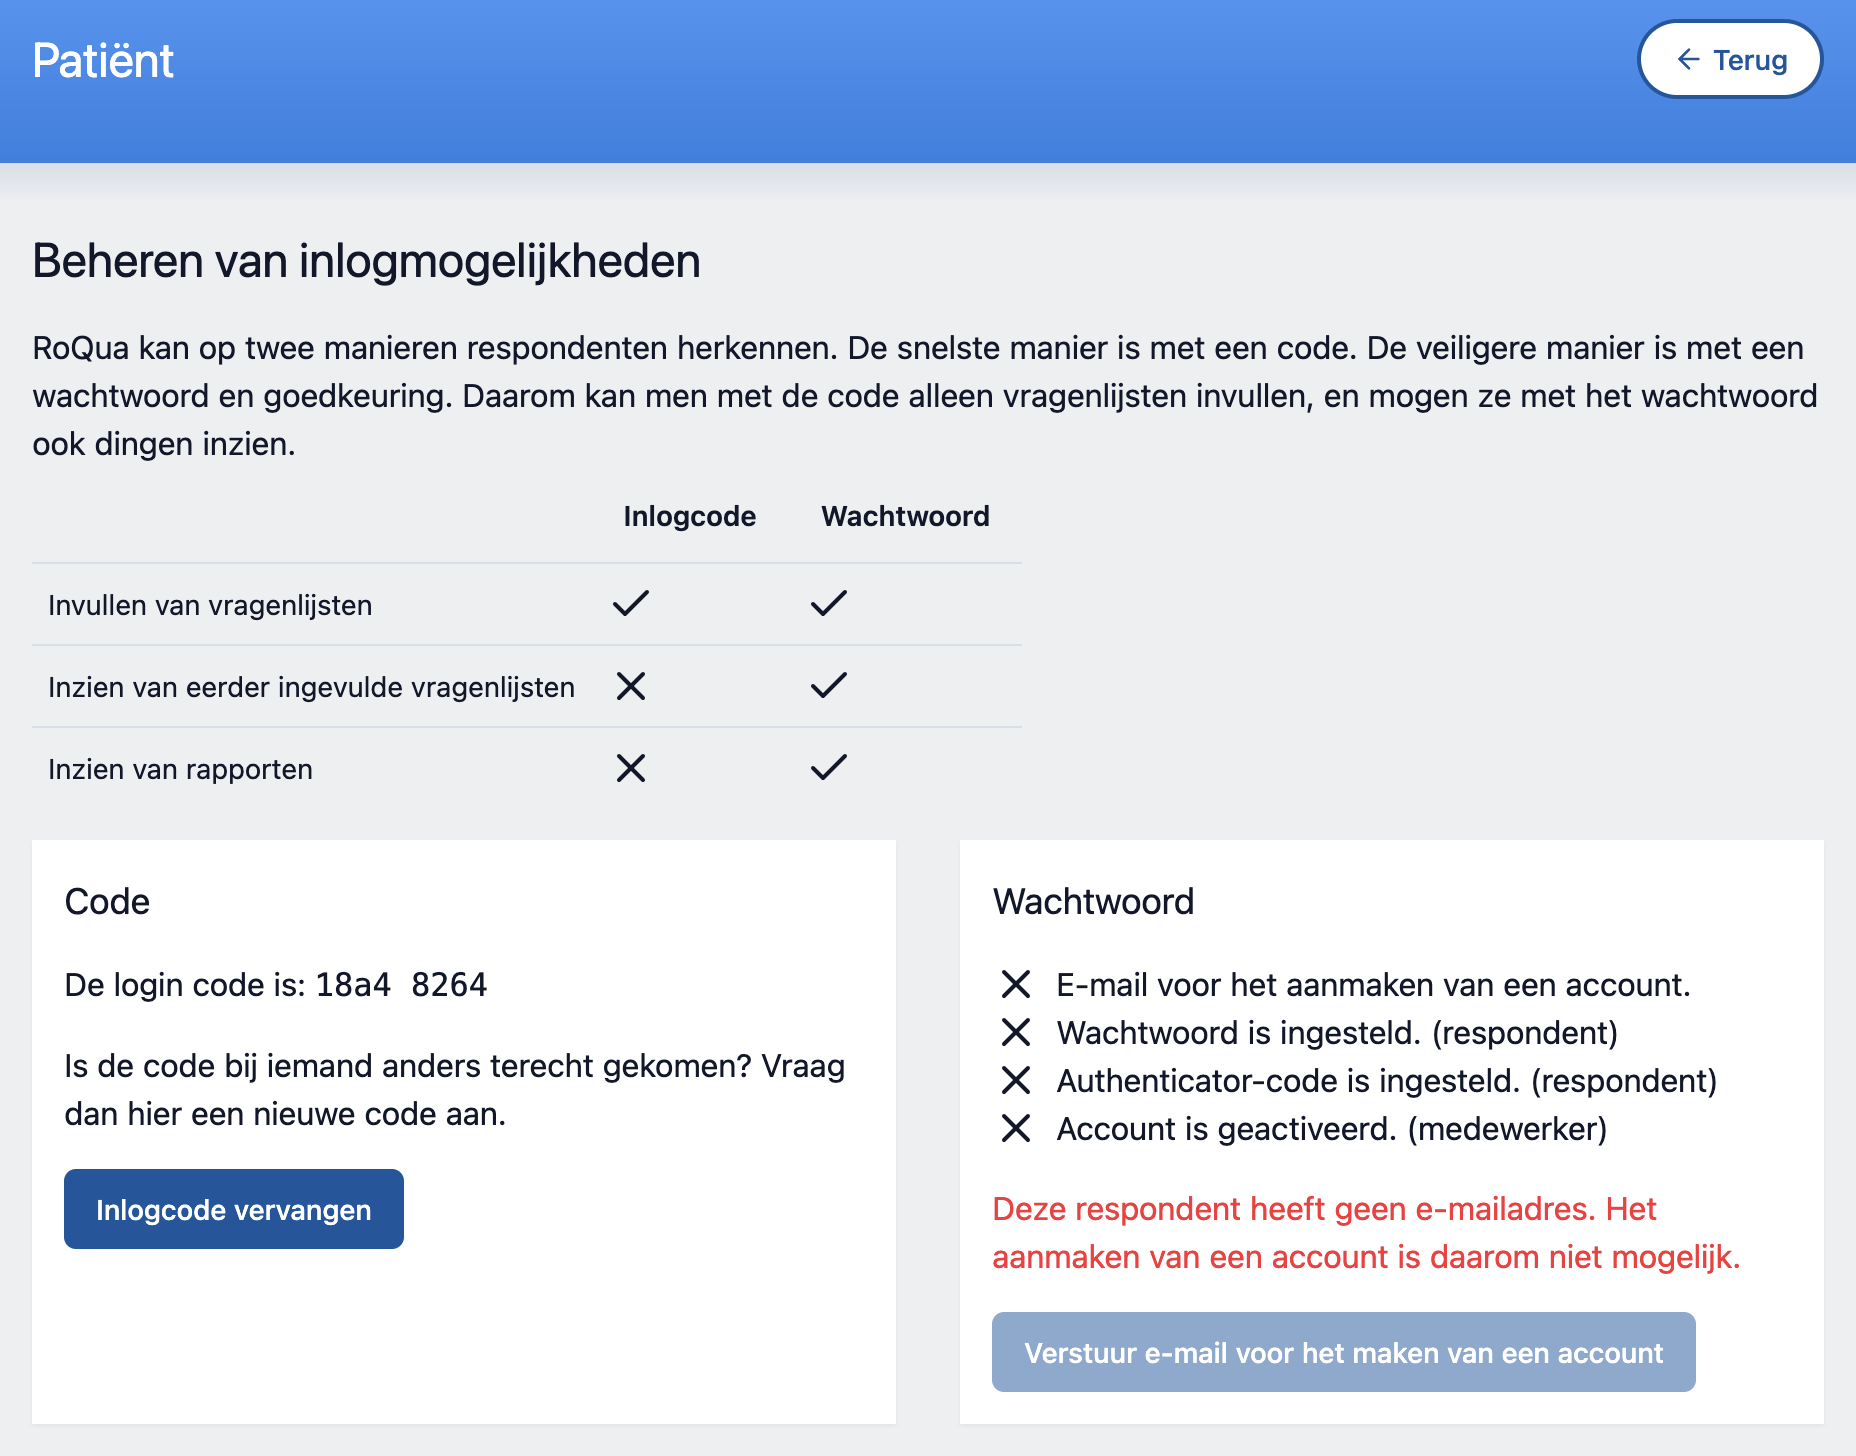 Patiënt
← Terug
Beheren van inlogmogelijkheden
RoQua kan op twee manieren respondenten herkennen. De snelste manier is met een code. De veiligere manier is met een
wachtwoord en goedkeuring. Daarom kan men met de code alleen vragenlijsten invullen, en mogen ze met het wachtwoord
ook dingen inzien.
Inlogcode Wachtwoord
Invullen van vragenlijsten ✓ ✓
Inzien van eerder ingevulde vragenlijsten ✕ ✓
Inzien van rapporten ✕ ✓
Code
De login code is: 18a4 8264
Is de code bij iemand anders terecht gekomen? Vraag
dan hier een nieuwe code aan.
Inlogcode vervangen
Wachtwoord
✕ E-mail voor het aanmaken van een account.
✕ Wachtwoord is ingesteld. (respondent)
✕ Authenticator-code is ingesteld. (respondent)
✕ Account is geactiveerd. (medewerker)
Deze respondent heeft geen e-mailadres. Het
aanmaken van een account is daarom niet mogelijk.
Verstuur e-mail voor het maken van een account